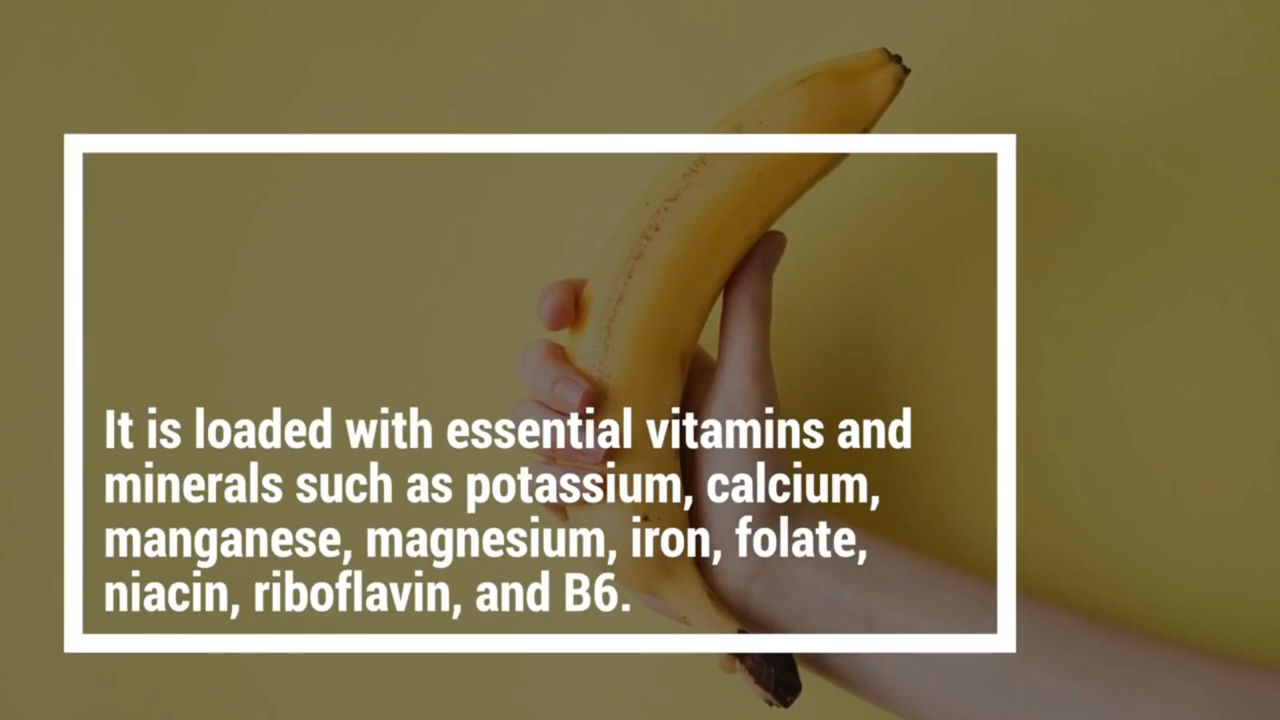 It is loaded with essential vitamins and
minerals such as potassium, calcium,
manganese, magnesium, iron, folate,
niacin, riboflavin, and B6.